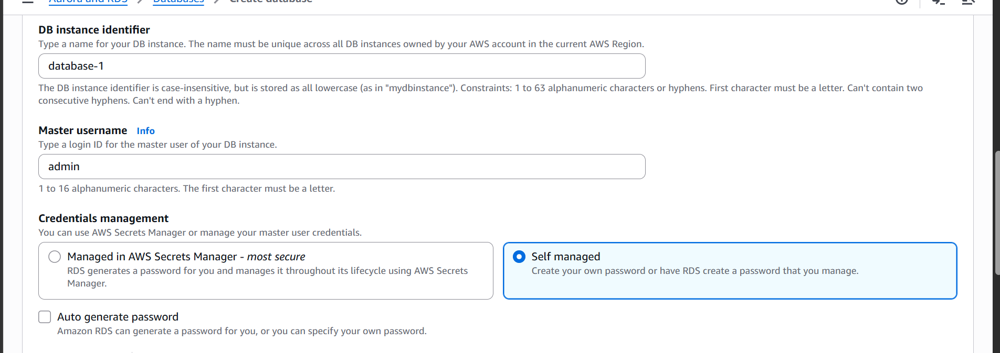 Aurora and RDS > Databases > Create database
DB instance identifier
Type a name for your DB instance. The name must be unique across all DB instances owned by your AWS account in the current AWS Region.
database-1
The DB instance identifier is case-insensitive, but is stored as all lowercase (as in "mydbinstance"). Constraints: 1 to 63 alphanumeric characters or hyphens. First character must be a letter. Can't contain two
consecutive hyphens. Can't end with a hyphen.
Master username Info
Type a login ID for the master user of your DB instance.
admin
1 to 16 alphanumeric characters. The first character must be a letter.
Credentials management
You can use AWS Secrets Manager or manage your master user credentials.
Managed in AWS Secrets Manager - most secure
RDS generates a password for you and manages it throughout its lifecycle using AWS Secrets
Manager.
Self managed
Create your own password or have RDS create a password that you manage.
Auto generate password
Amazon RDS can generate a password for you, or you can specify your own password.